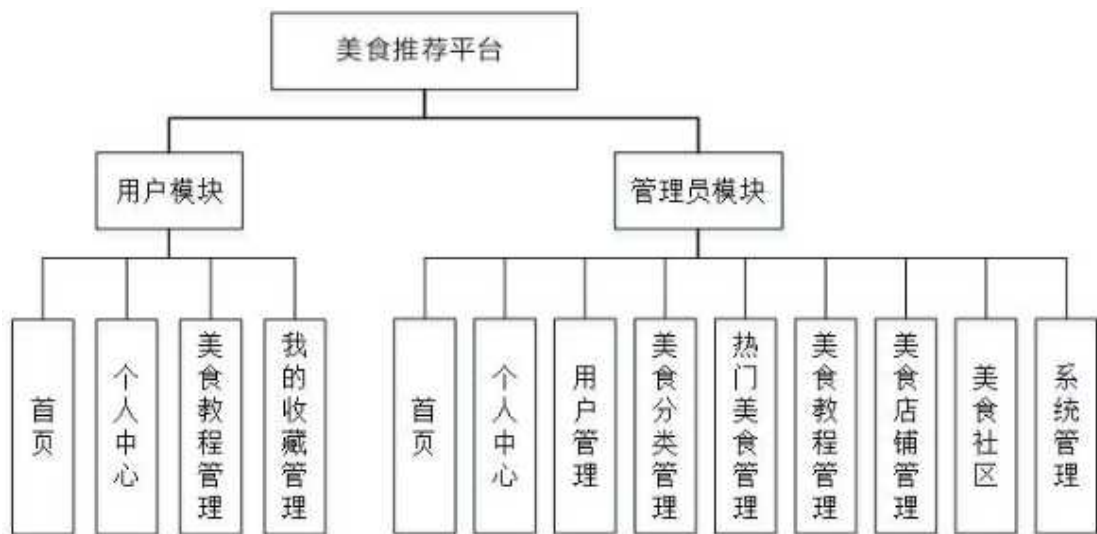 美食推荐平台
用户模块
管理员模块
首页
个人中心
美食教程管理
我的收藏管理
首页
个人中心
用户管理
美食分类管理
热门美食管理
美食教程管理
美食店铺管理
美食社区
系统管理